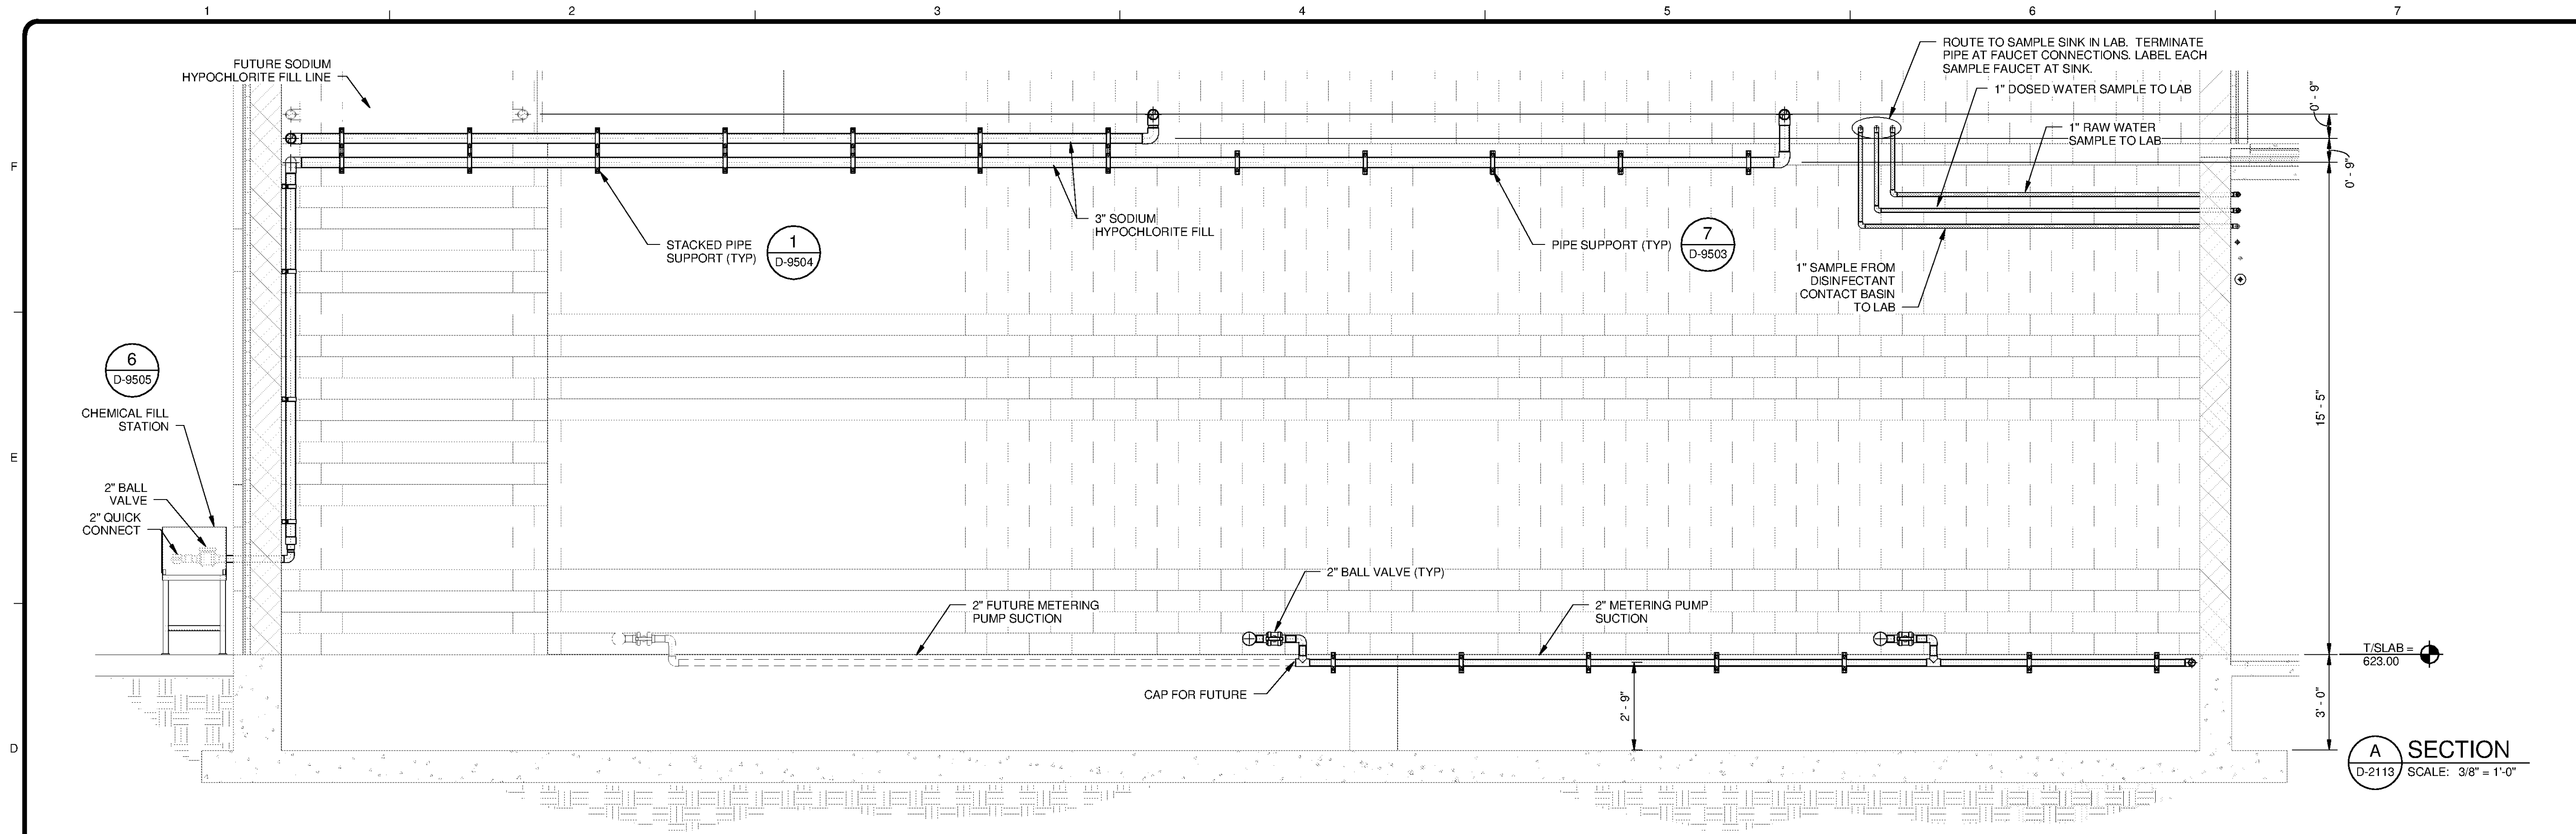 1
2
3
4
5
6
7
F
E
D
FUTURE SODIUM
HYPOCHLORITE FILL LINE
ROUTE TO SAMPLE SINK IN LAB. TERMINATE
PIPE AT FAUCET CONNECTIONS. LABEL EACH
SAMPLE FAUCET AT SINK.
1" DOSED WATER SAMPLE TO LAB
1" RAW WATER
SAMPLE TO LAB
0' - 9"
0' - 9"
3" SODIUM
HYPOCHLORITE FILL
STACKED PIPE
SUPPORT (TYP)
1
D-9504
PIPE SUPPORT (TYP)
7
D-9503
1" SAMPLE FROM
DISINFECTANT
CONTACT BASIN
TO LAB
6
D-9505
CHEMICAL FILL
STATION
15' - 5"
2" BALL
VALVE
2" QUICK
CONNECT
2" BALL VALVE (TYP)
2" FUTURE METERING
PUMP SUCTION
2" METERING PUMP
SUCTION
T/SLAB =
623.00
CAP FOR FUTURE
2' - 9"
3' - 0"
A
D-2113
SECTION
SCALE: 3/8" = 1'-0"